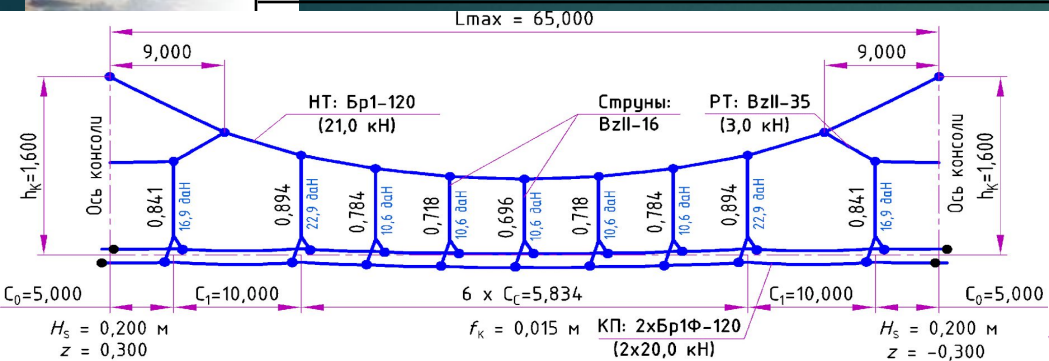 Lmax = 65,000
9,000
9,000
НТ: Бр1-120
(21,0 кН)
Струны:
BzII-16
РТ: BzII-35
(3,0 кН)
hк=1,600
Ось консоли
0,841
16,9 даН
0,894
22,9 даН
0,784
10,6 даН
0,718
10,6 даН
0,696
10,6 даН
0,718
10,6 даН
0,784
10,6 даН
0,894
22,9 даН
0,841
16,9 даН
Ось консоли
hк=1,600
C₀=5,000
C₁=10,000
6 x Cc=5,834
C₁=10,000
C₀=5,000
Hs = 0,200 м
z = 0,300
fк = 0,015 м
КП: 2хБр1Ф-120
(2х20,0 кН)
Hs = 0,200 м
z = -0,300